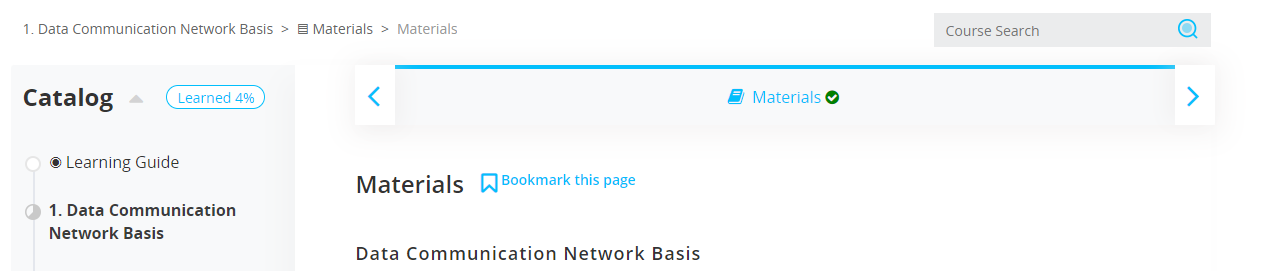 1. Data Communication Network Basis > Materials > Materials
Course Search
Catalog
Learned 4%
Materials
Learning Guide
1. Data Communication
Network Basis
Materials
Bookmark this page
Data Communication Network Basis